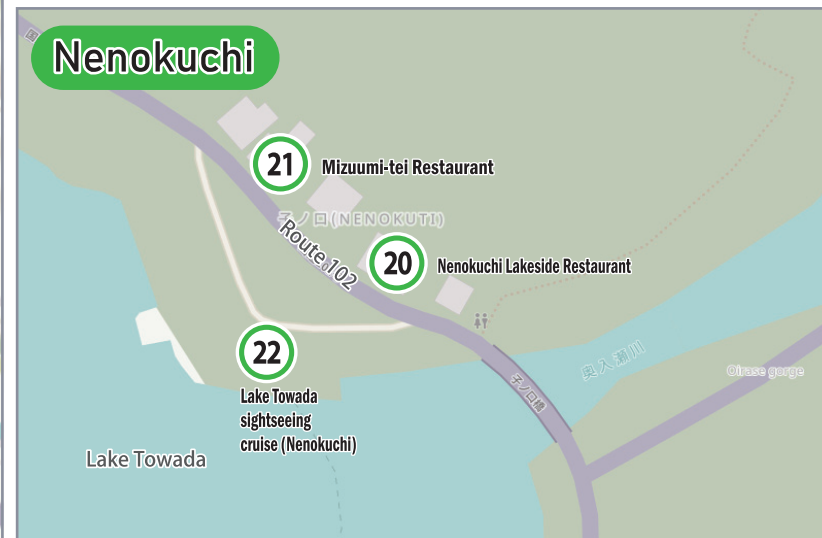 国
Nenokuchi
21
Mizuumi-tei Restaurant
子ノ口(NENOKUTI)
Route 102
20
Nenokuchi Lakeside Restaurant
22
Lake Towada
sightseeing
cruise (Nenokuchi)
奥入瀬川
子ノ口橋
Oirase gorge
Lake Towada